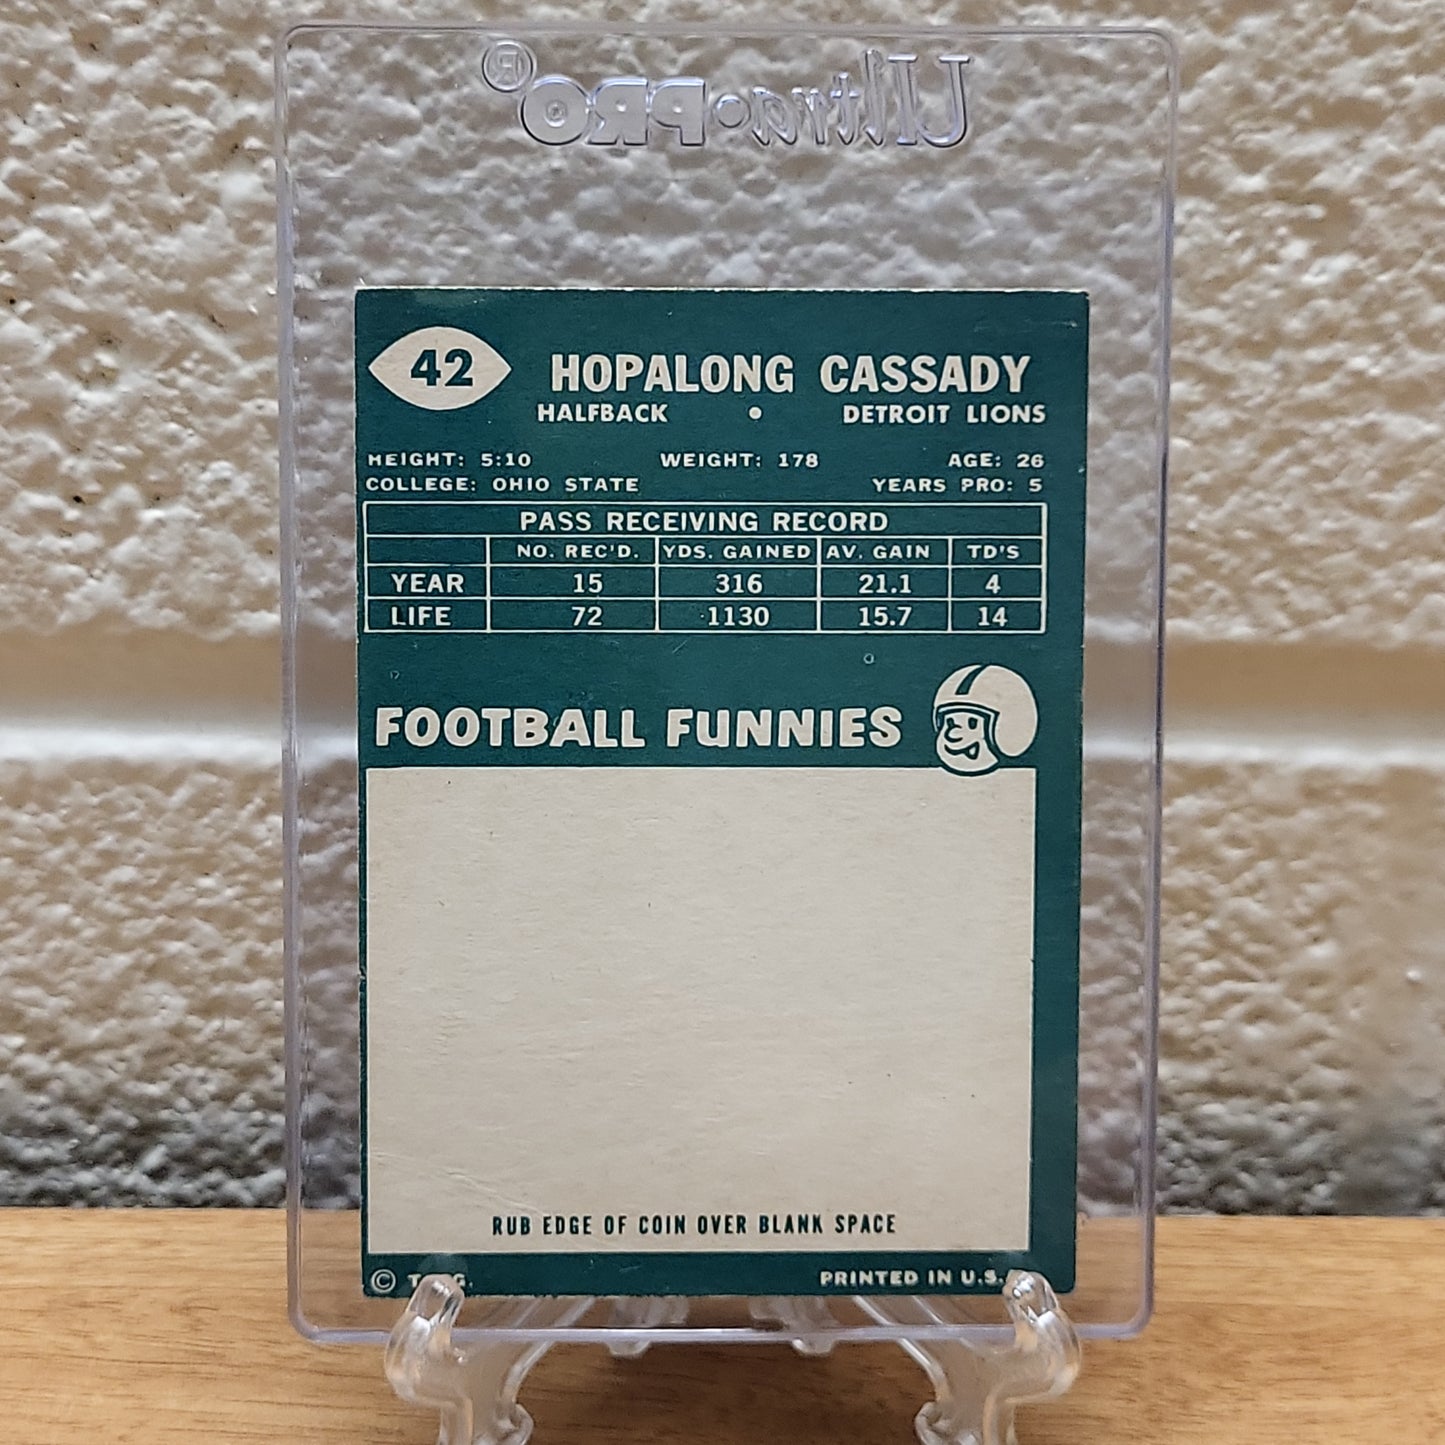 Ultra•PRO®
42 HOPALONG CASSADY
HALFBACK • DETROIT LIONS
HEIGHT: 5:10 WEIGHT: 178 AGE: 26
COLLEGE: OHIO STATE YEARS PRO: 5
PASS RECEIVING RECORD
NO. REC'D. YDS. GAINED AV. GAIN TD'S
YEAR 15 316 21.1 4
LIFE 72 1130 15.7 14
FOOTBALL FUNNIES
RUB EDGE OF COIN OVER BLANK SPACE
© PRINTED IN U.S.